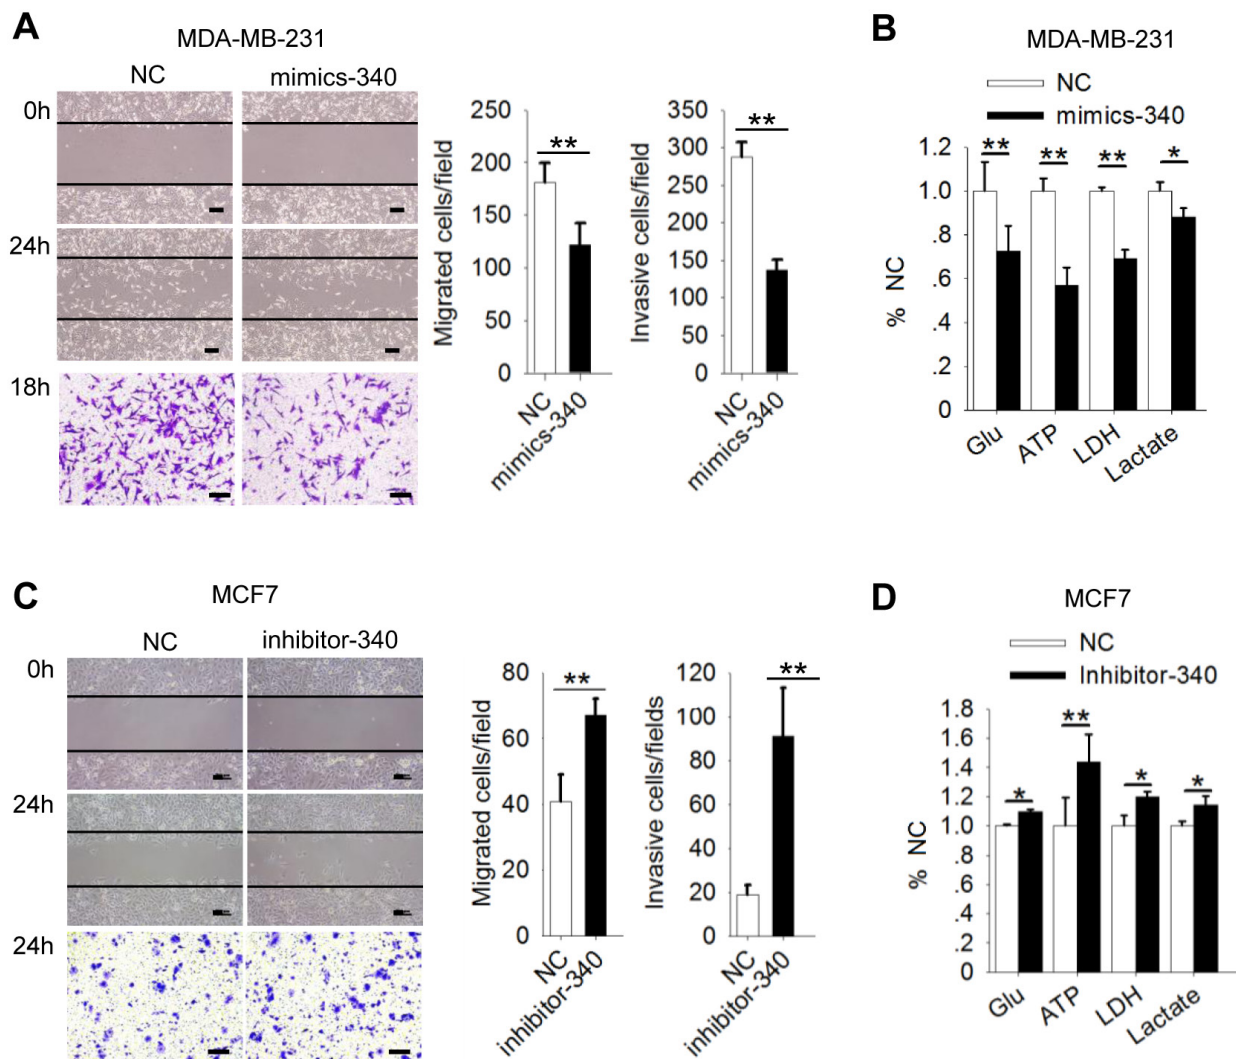 A
MDA-MB-231
NC
mimics-340
0h
24h
18h
Migrated cells/field
250
200
150
100
50
0
**
NC
mimics-340
Invasive cells/field
350
300
250
200
150
100
50
0
**
NC
mimics-340
B
MDA-MB-231
NC
mimics-340
% NC
1.2
1.0
.8
.6
.4
.2
0
**
**
**
*
Glu
ATP
LDH
Lactate
C
MCF7
NC
inhibitor-340
0h
24h
24h
Migrated cells/field
80
60
40
20
0
**
NC
inhibitor-340
Invasive cells/fields
120
100
80
60
40
20
0
**
NC
inhibitor-340
D
MCF7
NC
Inhibitor-340
% NC
1.8
1.6
1.4
1.2
1.0
.8
.6
.4
.2
0
*
**
*
*
Glu
ATP
LDH
Lactate